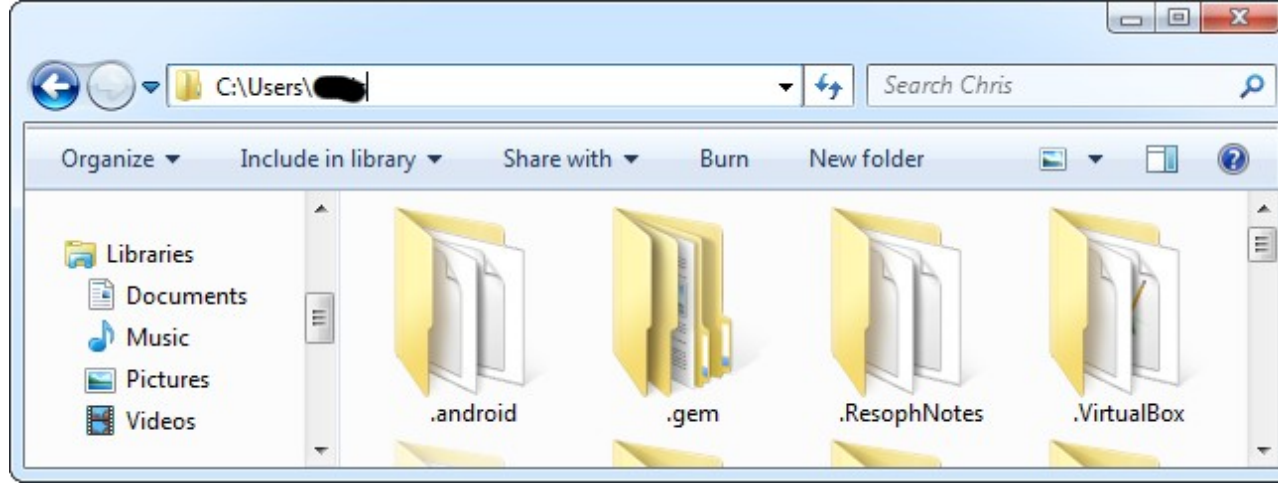 C:\Users\
Search Chris
Organize Include in library Share with Burn New folder
Libraries
Documents
Music
Pictures
Videos
.android .gem .ResophNotes .VirtualBox